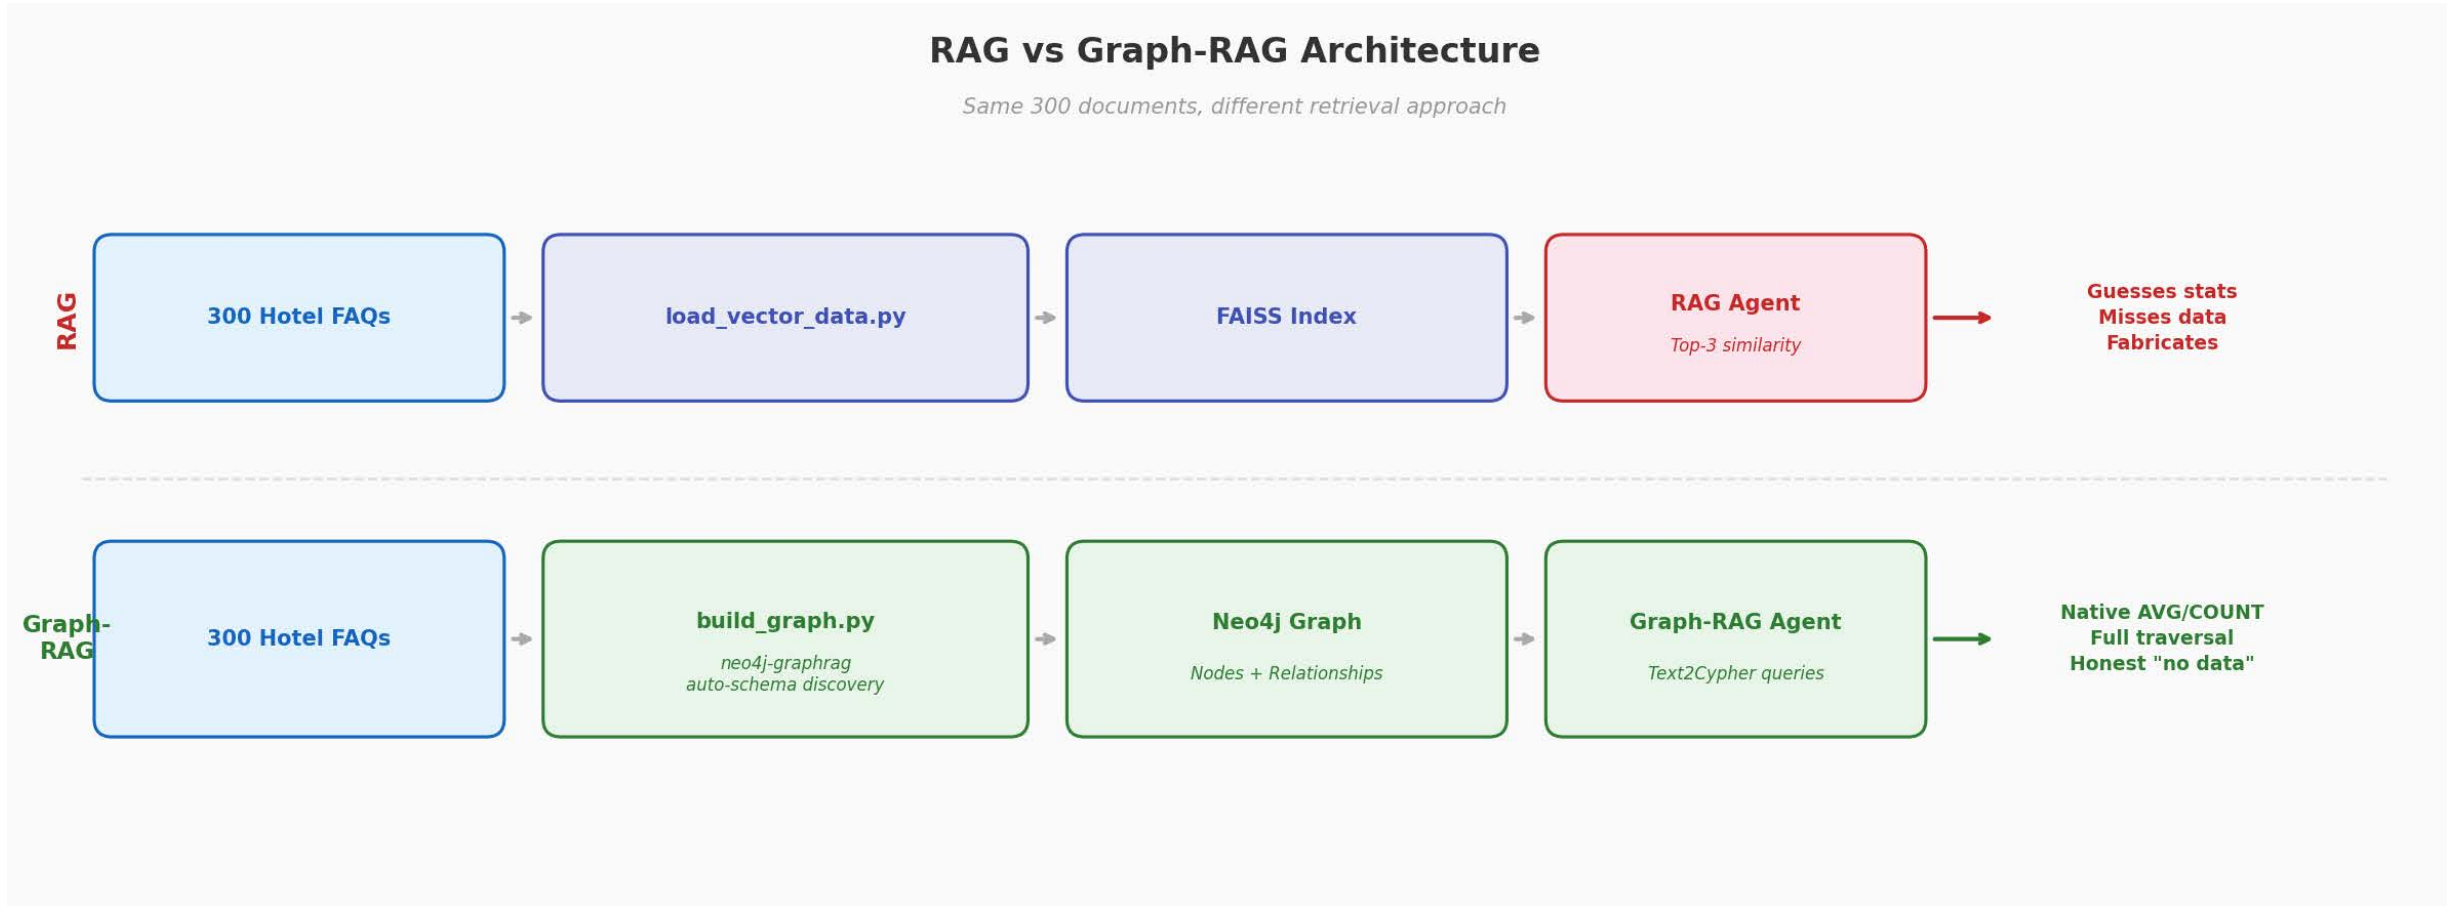 RAG vs Graph-RAG Architecture
Same 300 documents, different retrieval approach
RAG
300 Hotel FAQs
load_vector_data.py
FAISS Index
RAG Agent
Top-3 similarity
Guesses stats
Misses data
Fabricates
Graph-
RAG
300 Hotel FAQs
build_graph.py
neo4j-graphrag
auto-schema discovery
Neo4j Graph
Nodes + Relationships
Graph-RAG Agent
Text2Cypher queries
Native AVG/COUNT
Full traversal
Honest "no data"